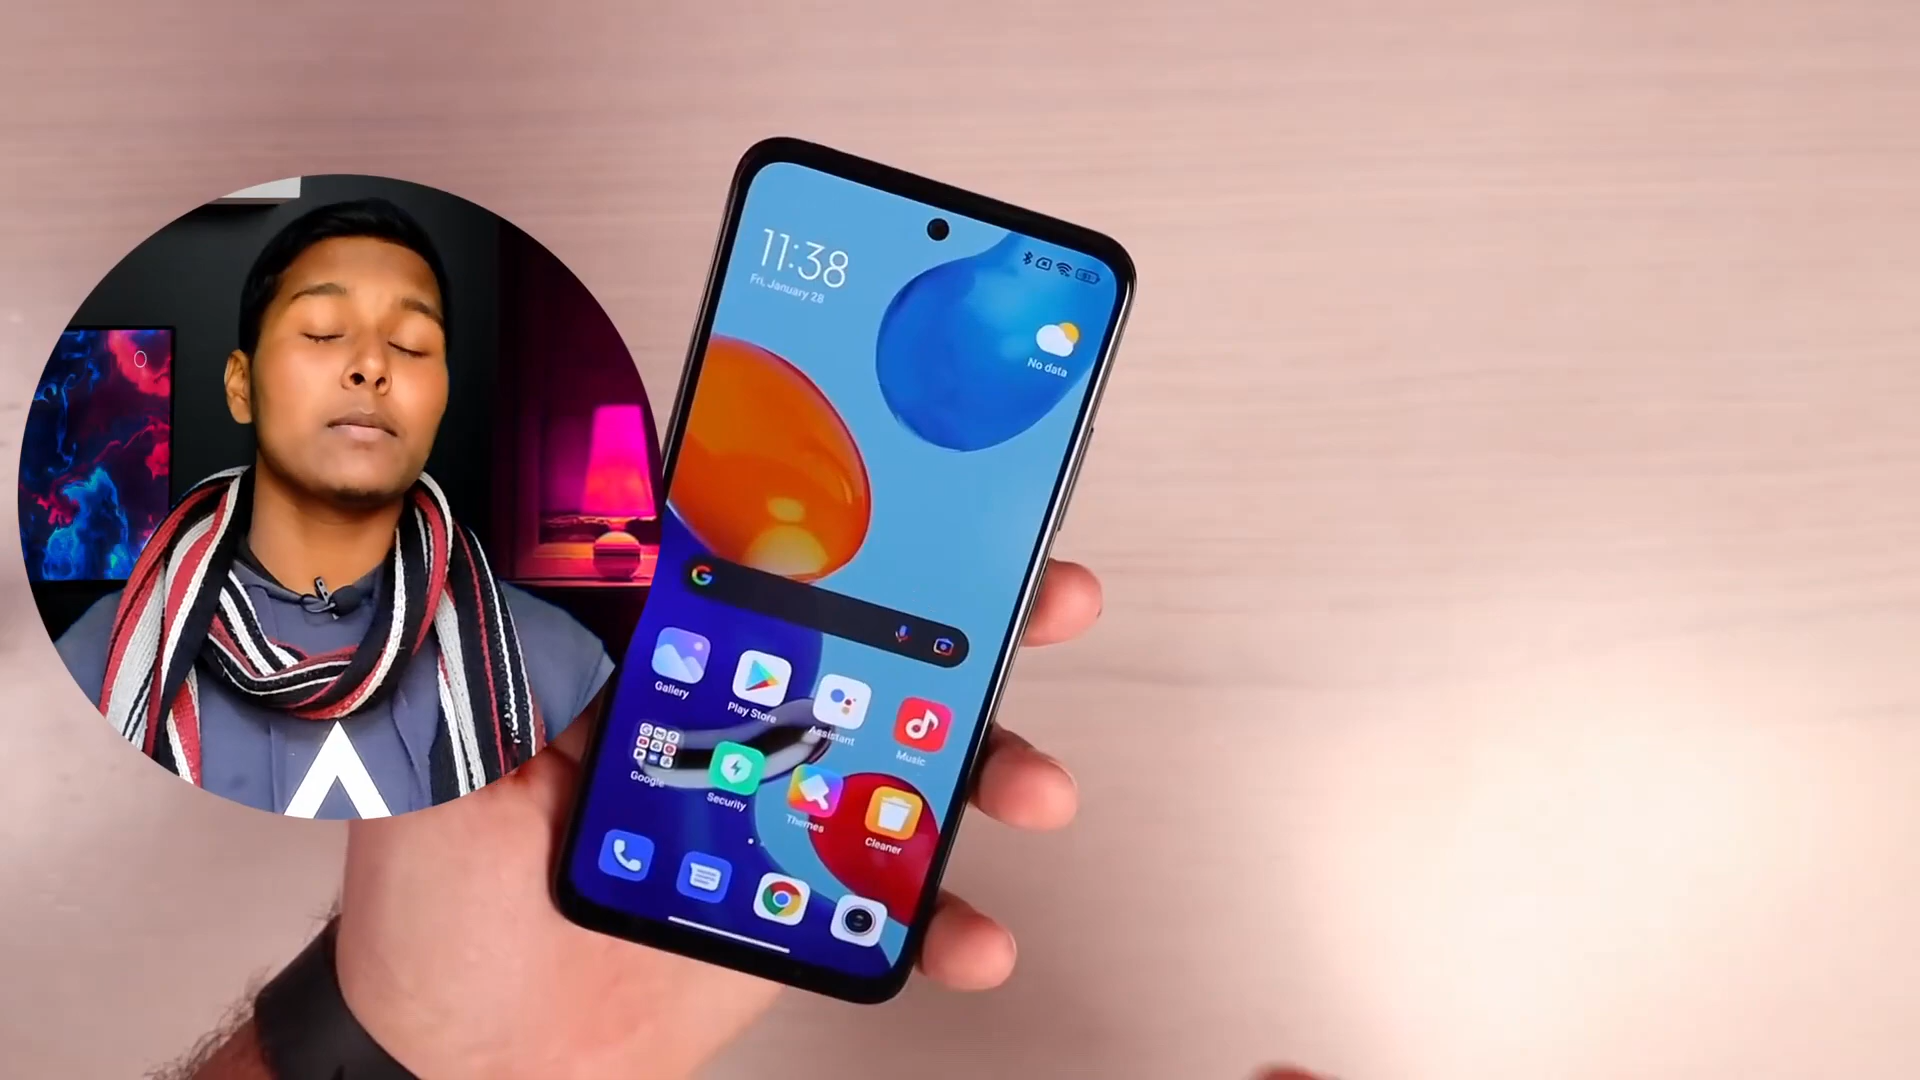 11:38
Fri, January 28
No data
Gallery
Play Store
Assistant
Music
Google
Security
Themes
Cleaner